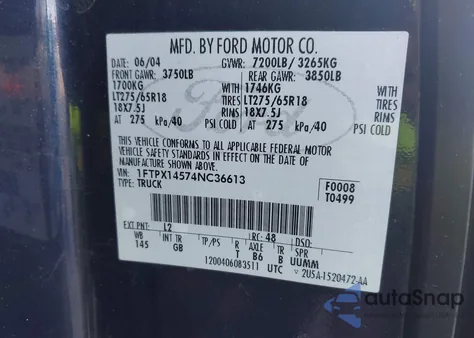 MFD. BY FORD MOTOR CO.
DATE: 06/04 GVWR: 7200LB/ 3265KG
FRONT GAWR: 3750LB REAR GAWR: 3850LB
1700KG WITH 1746KG WITH
LT275/65R18 TIRES LT275/65R18 TIRES
18X7.5J RIMS 18X7.5J RIMS
AT 275 kPa/40 PSI COLD AT 275 kPa/40 PSI COLD
THIS VEHICLE CONFORMS TO ALL APPLICABLE FEDERAL MOTOR
VEHICLE SAFETY STANDARDS IN EFFECT ON THE DATE OF
MANUFACTURE SHOWN ABOVE.
VIN: 1FTPX14574NC36613 F0008
TYPE: TRUCK T0499
EXT PNT: L2 RC: 48 DSO:
WB INT TR TP/PS R AXLE TR SPR
145 GB T B6 B UUMM
1200406083511 UTC 2U5A-1520472-AA
Ford
autoSnap